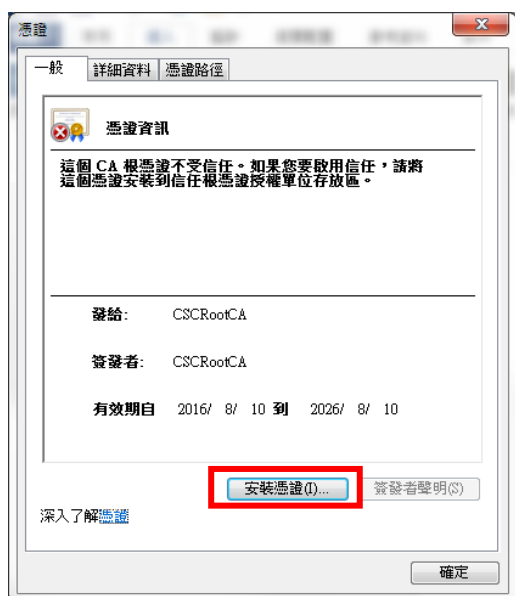 憑證
一般 詳細資料 憑證路徑
憑證資訊
這個 CA 根憑證不受信任。如果您要啟用信任，請將
這個憑證安裝到信任根憑證授權單位存放區。
發給: CSCRootCA
簽發者: CSCRootCA
有效期自 2016/ 8/ 10 到 2026/ 8/ 10
安裝憑證(I)... 簽發者聲明(S)
深入了解憑證
確定